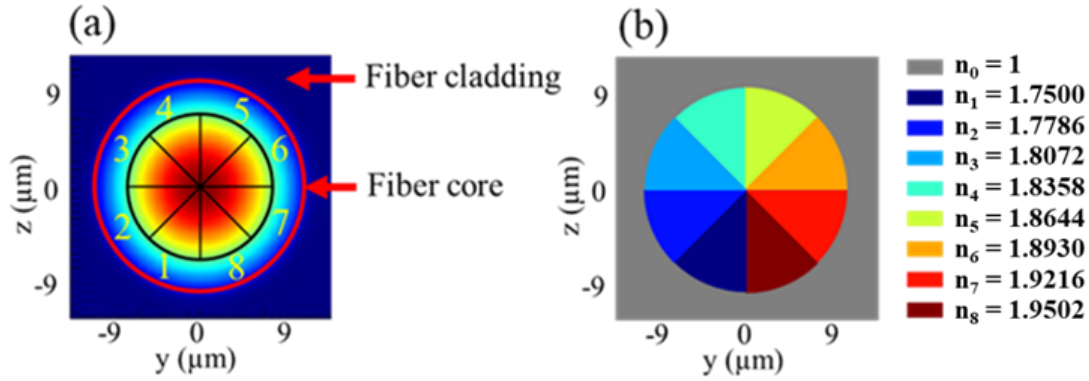 (a)
Fiber cladding
Fiber core
9
0
-9
z (µm)
-9 0 9
y (µm)
1
2
3
4
5
6
7
8
(b)
9
0
-9
z (µm)
-9 0 9
y (µm)
n₀ = 1
n₁ = 1.7500
n₂ = 1.7786
n₃ = 1.8072
n₄ = 1.8358
n₅ = 1.8644
n₆ = 1.8930
n₇ = 1.9216
n₈ = 1.9502